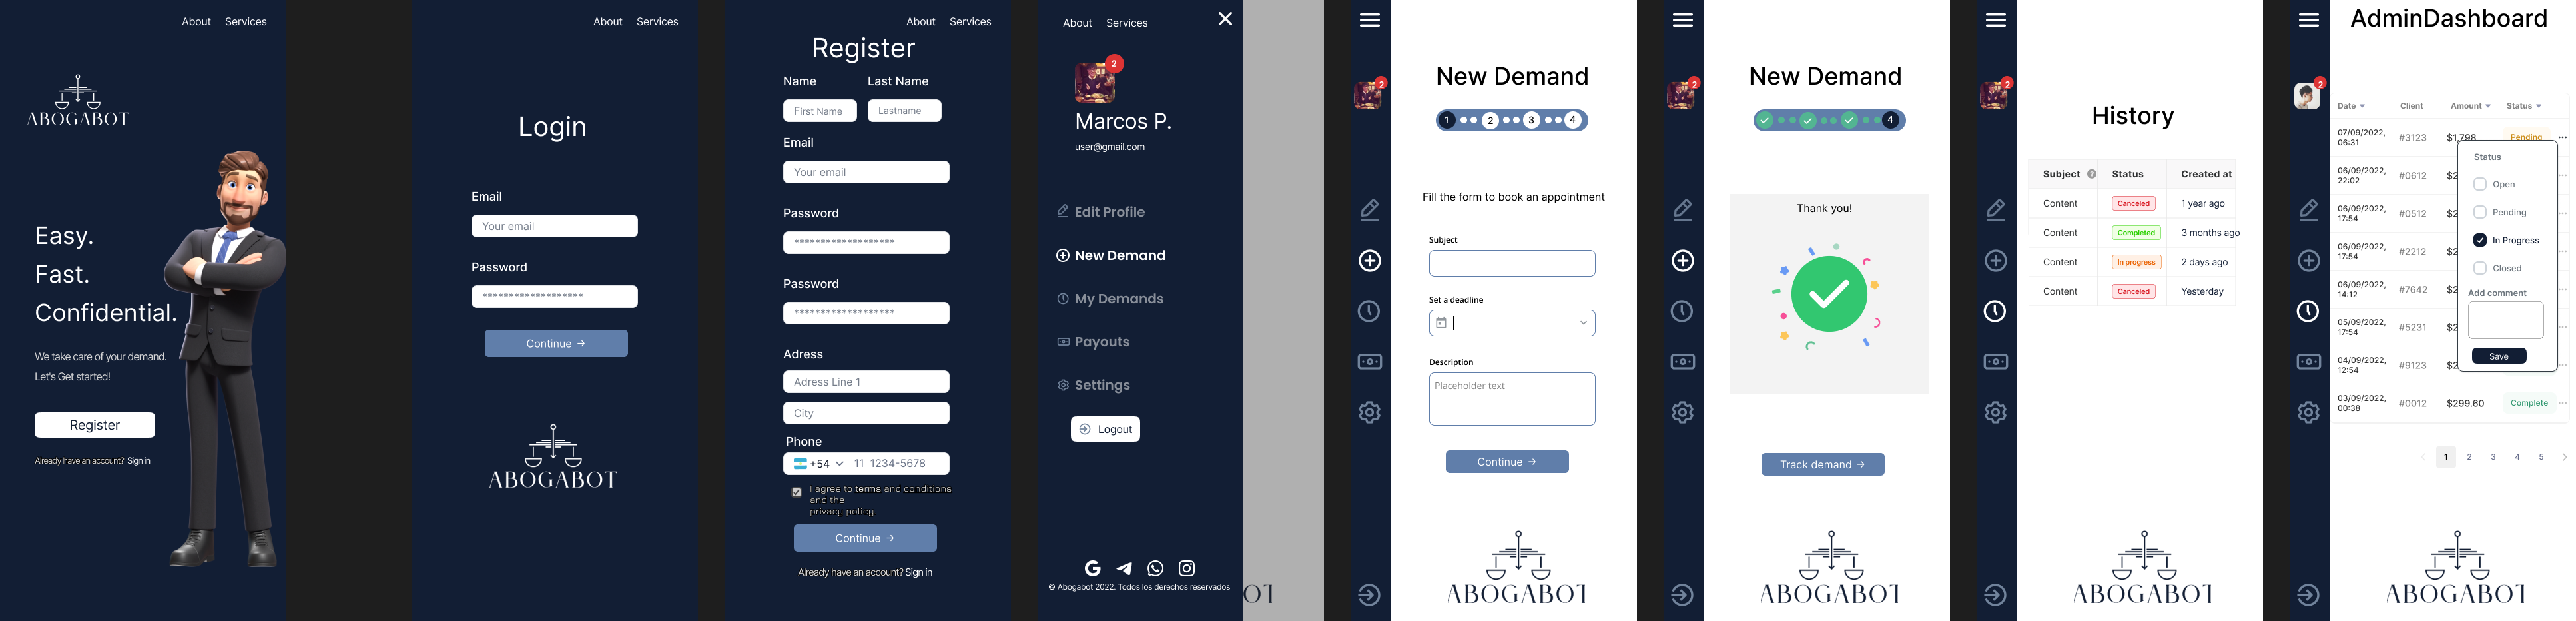 About Services
ABOGABOT
Easy.
Fast.
Confidential.
We take care of your demand.
Let's Get started!
Register
Already have an account? Sign in
About Services
Login
Email
Your email
Password
*******************
Continue →
ABOGABOT
About Services
Register
Name Last Name
First Name Lastname
Email
Your email
Password
*******************
Password
*******************
Adress
Adress Line 1
City
Phone
+54 11 1234-5678
I agree to terms and conditions
and the
privacy policy
Continue →
Already have an account? Sign in
About Services
2
Marcos P.
user@gmail.com
Edit Profile
New Demand
My Demands
Payouts
Settings
Logout
© Abogabot 2022. Todos los derechos reservados
OT
2
New Demand
1 2 3 4
Fill the form to book an appointment
Subject
Set a deadline
Description
Placeholder text
Continue →
ABOGABOT
2
New Demand
4
Thank you!
Track demand →
ABOGABOT
2
History
Subject ? Status Created at
Content Canceled 1 year ago
Content Completed 3 months ago
Content In progress 2 days ago
Content Canceled Yesterday
ABOGABOT
AdminDashboard
2
Date Client Amount Status
07/09/2022, 06:31 #3123 $1,798 Pending ...
06/09/2022, 22:02 #0612 $2
06/09/2022, 17:54 #0512 $2
06/09/2022, 17:54 #2212 $2
06/09/2022, 14:12 #7642 $2
05/09/2022, 17:54 #5231 $2
04/09/2022, 12:54 #9123 $2
03/09/2022, 00:38 #0012 $299.60 Complete ...
Status
Open
Pending
In Progress
Closed
Add comment
Save
< 1 2 3 4 5 >
ABOGABOT